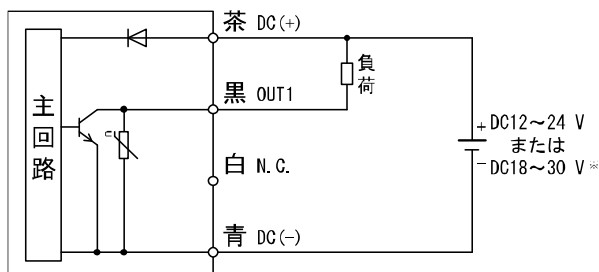 茶 DC(+)
負荷
黒 OUT1
主回路
+ DC12～24 V
または
- DC18～30 V ※
白 N.C.
青 DC(-)